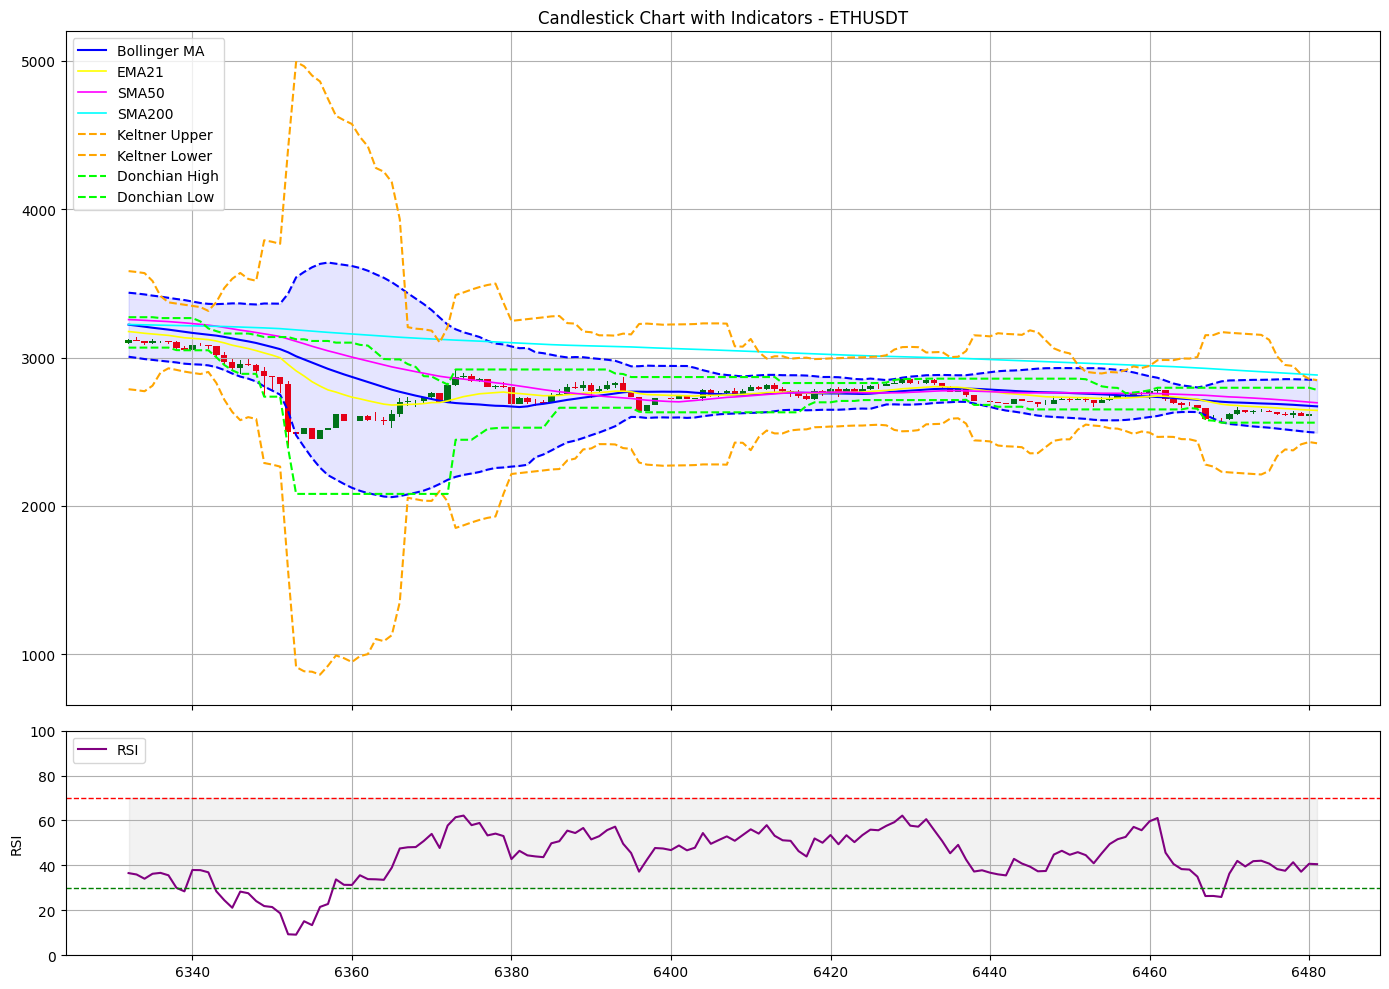 Candlestick Chart with Indicators - ETHUSDT
Bollinger MA
EMA21
SMA50
SMA200
Keltner Upper
Keltner Lower
Donchian High
Donchian Low
5000
4000
3000
2000
1000
RSI
100
80
60
40
20
0
RSI
6340 6360 6380 6400 6420 6440 6460 6480